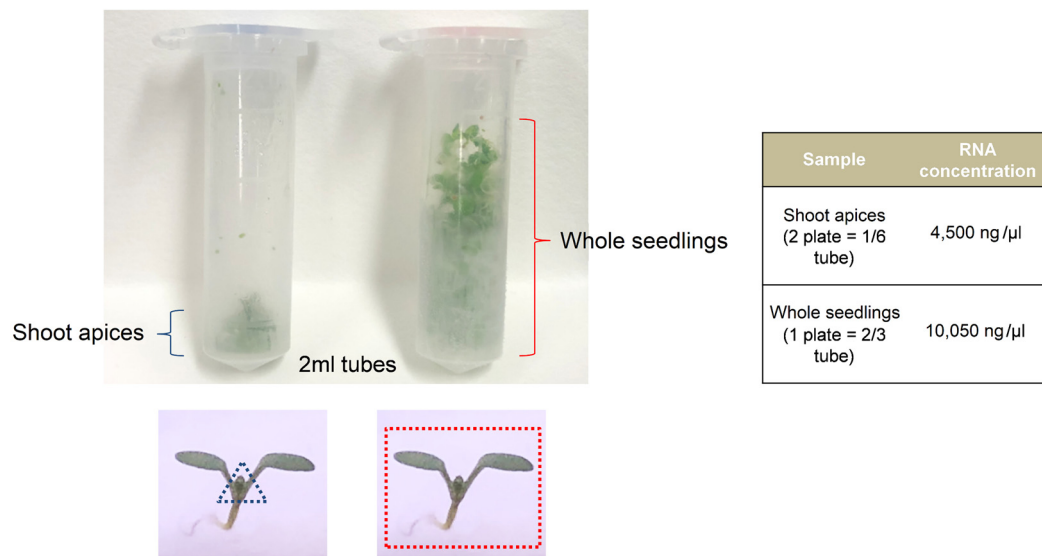 Shoot apices
2ml tubes
Whole seedlings
Sample
RNA
concentration
Shoot apices
(2 plate = 1/6
tube)
4,500 ng/µl
Whole seedlings
(1 plate = 2/3
tube)
10,050 ng/µl